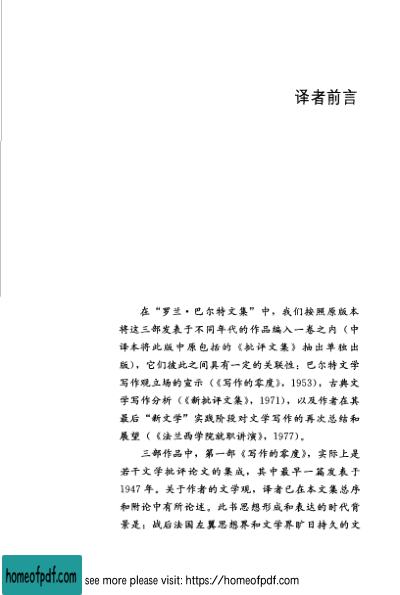 译者前言
在“罗兰·巴尔特文集”中，我们按照原版本
将这三部发表于不同年代的作品编入一卷之内（中
译本将此版中原包括的《批评文集》抽出单独出
版），它们彼此之间具有一定的关联性：巴尔特文学
写作观立场的宣示（《写作的零度》，1953），古典文
学写作分析（《新批评文集》，1971），以及作者在其
最后“新文学”实践阶段对文学写作的再次总结和
展望（《法兰西学院就职讲演》，1977）。
三部作品中，第一部《写作的零度》，实际上是
若干文学批评论文的集成，其中最早一篇发表于
1947年。关于作者的文学观，译者已在本文集总序
和附论中有所论述。此书思想形成和表达的时代背
景是：战后法国左翼思想界和文学界旷日持久的文
homeofpdf.com
see more please visit: https://homeofpdf.com